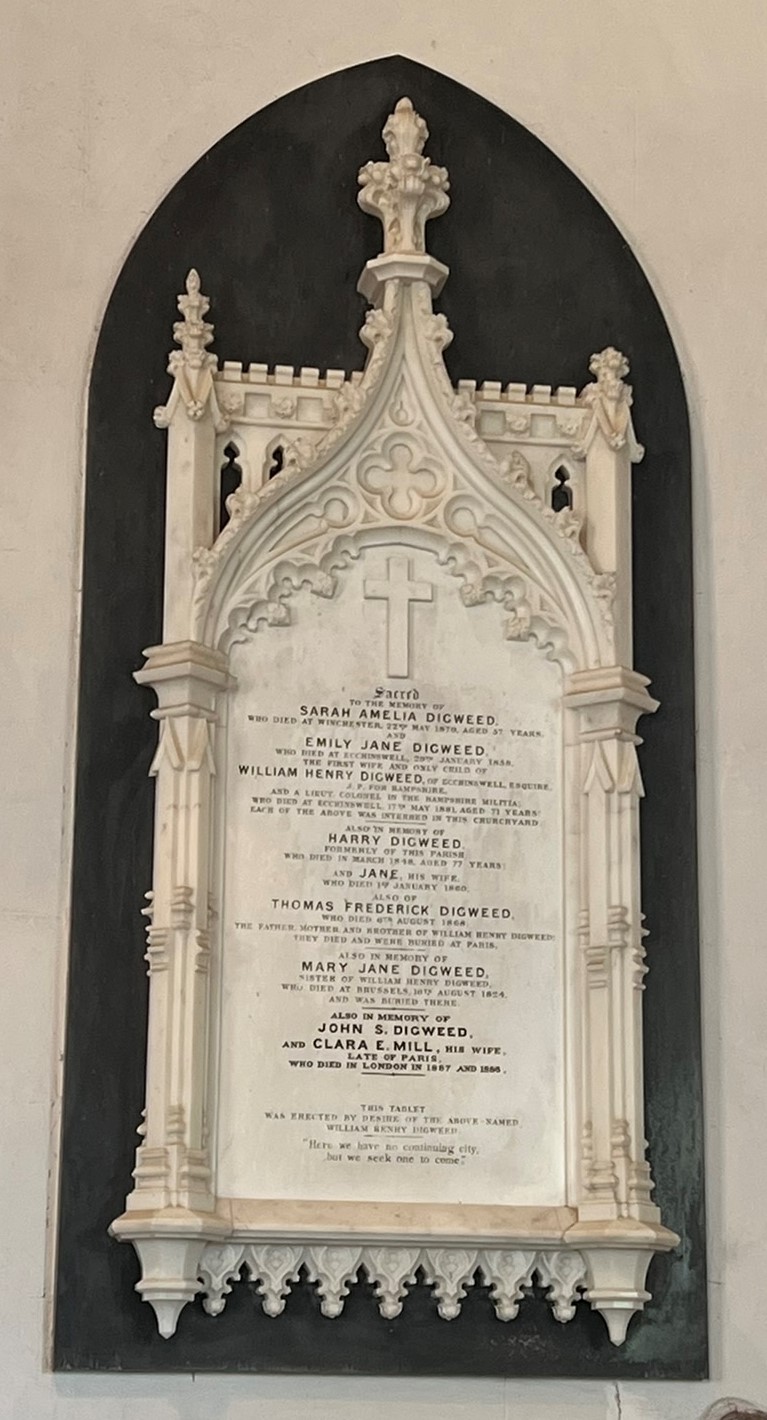 Sacred
TO THE MEMORY OF
SARAH AMELIA DIGWEED,
WHO DIED AT WINCHESTER, 22ND MAY 1870, AGED 57 YEARS.
AND
EMILY JANE DIGWEED,
WHO DIED AT ECCHINSWELL, 29TH JANUARY 1858,
THE FIRST WIFE AND ONLY CHILD OF
WILLIAM HENRY DIGWEED, OF ECCHINSWELL, ESQUIRE,
J. P. FOR HAMPSHIRE,
AND A LIEUT. COLONEL IN THE HAMPSHIRE MILITIA;
WHO DIED AT ECCHINSWELL, 17TH MAY 1881, AGED 71 YEARS.
EACH OF THE ABOVE WAS INTERRED IN THIS CHURCHYARD.
ALSO IN MEMORY OF
HARRY DIGWEED,
FORMERLY OF THIS PARISH
WHO DIED IN MARCH 1848, AGED 77 YEARS:
AND JANE, HIS WIFE,
WHO DIED 1ST JANUARY 1860,
ALSO OF
THOMAS FREDERICK DIGWEED,
WHO DIED 6TH AUGUST 1868,
THE FATHER, MOTHER, AND BROTHER OF WILLIAM HENRY DIGWEED:
THEY DIED AND WERE BURIED AT PARIS.
ALSO IN MEMORY OF
MARY JANE DIGWEED,
SISTER OF WILLIAM HENRY DIGWEED,
WHO DIED AT BRUSSELS, AUGUST 1824,
AND WAS BURIED THERE.
ALSO IN MEMORY OF
JOHN S. DIGWEED,
AND CLARA E. MILL, HIS WIFE,
LATE OF PARIS,
WHO DIED IN LONDON IN 1887 AND 1886.
THIS TABLET
WAS ERECTED BY DESIRE OF THE ABOVE-NAMED
WILLIAM HENRY DIGWEED.
"Here we have no continuing city,
but we seek one to come."